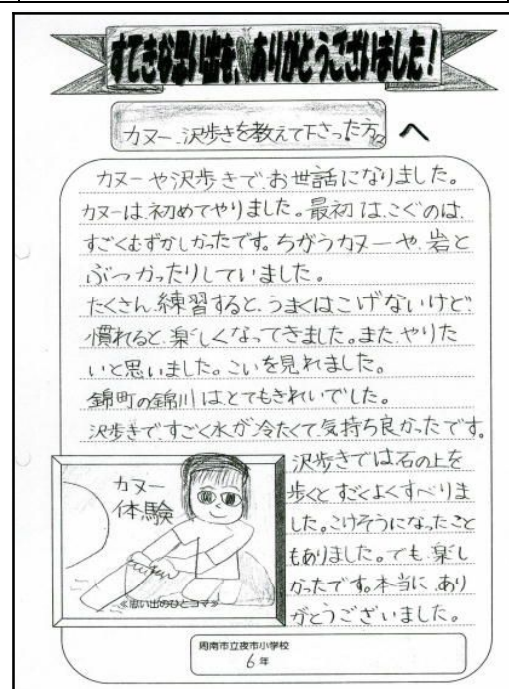 すてきな思い出を、ありがとうございました!
カヌー、沢歩きを教えて下さった方々 へ
カヌーや沢歩きで、お世話になりました。
カヌーは、初めてやりました。最初は、こぐのは、
すごくむずかしかったです。ちがうカヌーや、岩と
ぶつかったりしていました。
たくさん、練習すると、うまくはこげないけど、
慣れると、楽しくなってきました。また、やりた
いと思いました。こいを見れました。
錦町の錦川は、とてもきれいでした。
沢歩きで、すごく水が冷たくて、気持ち良かったです。
沢歩きでは石の上を
歩くと、すごくよくすべりま
した。こけそうになったこと
もありました。でも、楽し
かったです。本当に、あり
がとうございました。
カヌー
体験
≪思い出のひとコマ≫
周南市立夜市小学校
6年